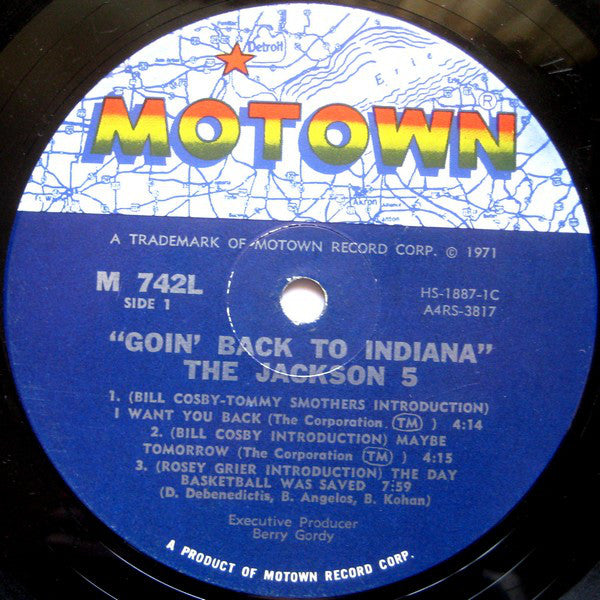 Detroit
Erie
MOTOWN®
Akron
A TRADEMARK OF MOTOWN RECORD CORP. © 1971
M 742L
SIDE 1
HS-1887-1C
A4RS-3817
"GOIN' BACK TO INDIANA"
THE JACKSON 5
1. (BILL COSBY-TOMMY SMOTHERS INTRODUCTION)
I WANT YOU BACK (The Corporation TM ) 4:14
2. (BILL COSBY INTRODUCTION) MAYBE
TOMORROW (The Corporation TM ) 4:15
3. (ROSEY GRIER INTRODUCTION) THE DAY
BASKETBALL WAS SAVED 7:59
(D. Debenedictis, B. Angelos, B. Kohan)
Executive Producer
Berry Gordy
A PRODUCT OF MOTOWN RECORD CORP.